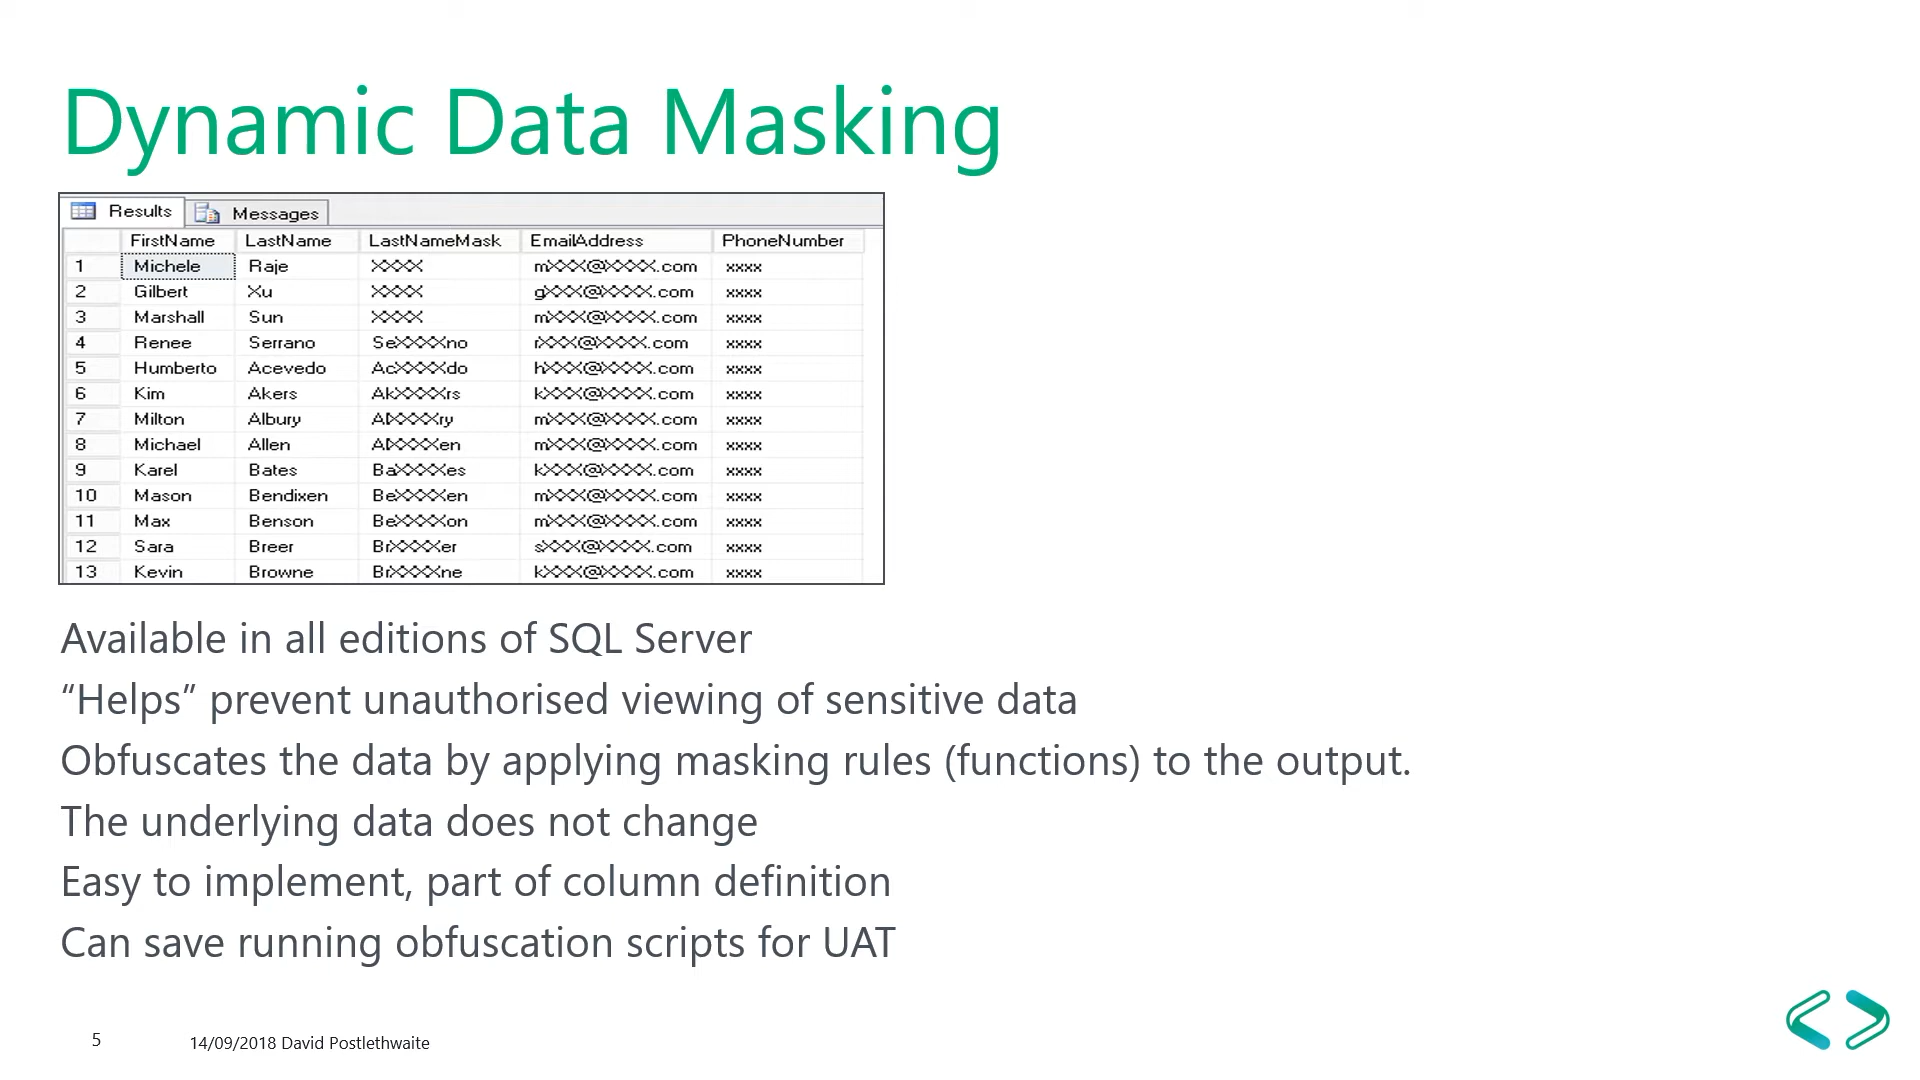 Dynamic Data Masking
Results Messages
FirstName LastName LastNameMask EmailAddress PhoneNumber
1 Michele Raje XXXX mXXX@XXXX.com xxxx
2 Gilbert Xu XXXX gXXX@XXXX.com xxxx
3 Marshall Sun XXXX mXXX@XXXX.com xxxx
4 Renee Serrano SeXXXXno rXXX@XXXX.com xxxx
5 Humberto Acevedo AcXXXXdo hXXX@XXXX.com xxxx
6 Kim Akers AkXXXXrs kXXX@XXXX.com xxxx
7 Milton Albury AlXXXXry mXXX@XXXX.com xxxx
8 Michael Allen AlXXXXen mXXX@XXXX.com xxxx
9 Karel Bates BaXXXXes kXXX@XXXX.com xxxx
10 Mason Bendixen BeXXXXen mXXX@XXXX.com xxxx
11 Max Benson BeXXXXon mXXX@XXXX.com xxxx
12 Sara Breer BrXXXXer sXXX@XXXX.com xxxx
13 Kevin Browne BrXXXXne kXXX@XXXX.com xxxx
Available in all editions of SQL Server
“Helps” prevent unauthorised viewing of sensitive data
Obfuscates the data by applying masking rules (functions) to the output.
The underlying data does not change
Easy to implement, part of column definition
Can save running obfuscation scripts for UAT
5 14/09/2018 David Postlethwaite